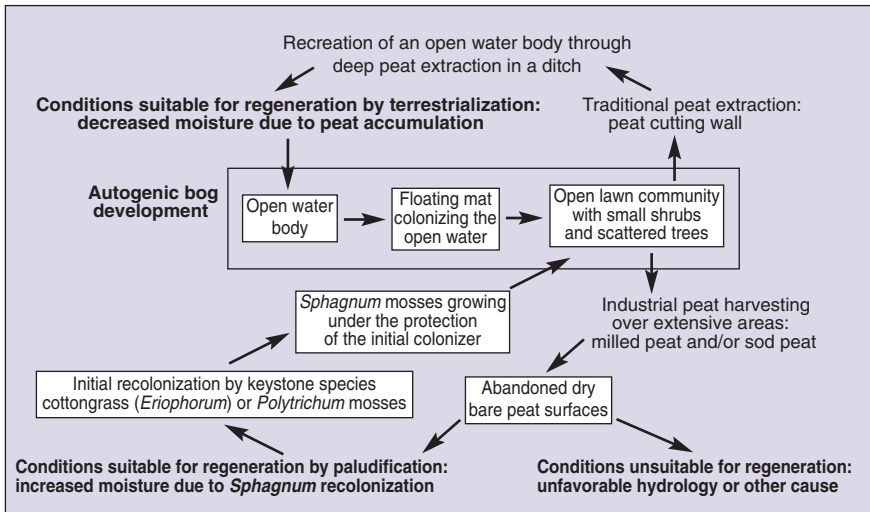 Recreation of an open water body through
deep peat extraction in a ditch
Conditions suitable for regeneration by terrestrialization:
decreased moisture due to peat accumulation
Traditional peat extraction:
peat cutting wall
Autogenic bog
development
Open water
body
Floating mat
colonizing the
open water
Open lawn community
with small shrubs
and scattered trees
Sphagnum mosses growing
under the protection
of the initial colonizer
Industrial peat harvesting
over extensive areas:
milled peat and/or sod peat
Initial recolonization by keystone species
cottongrass (Eriophorum) or Polytrichum mosses
Abandoned dry
bare peat surfaces
Conditions suitable for regeneration by paludification:
increased moisture due to Sphagnum recolonization
Conditions unsuitable for regeneration:
unfavorable hydrology or other cause